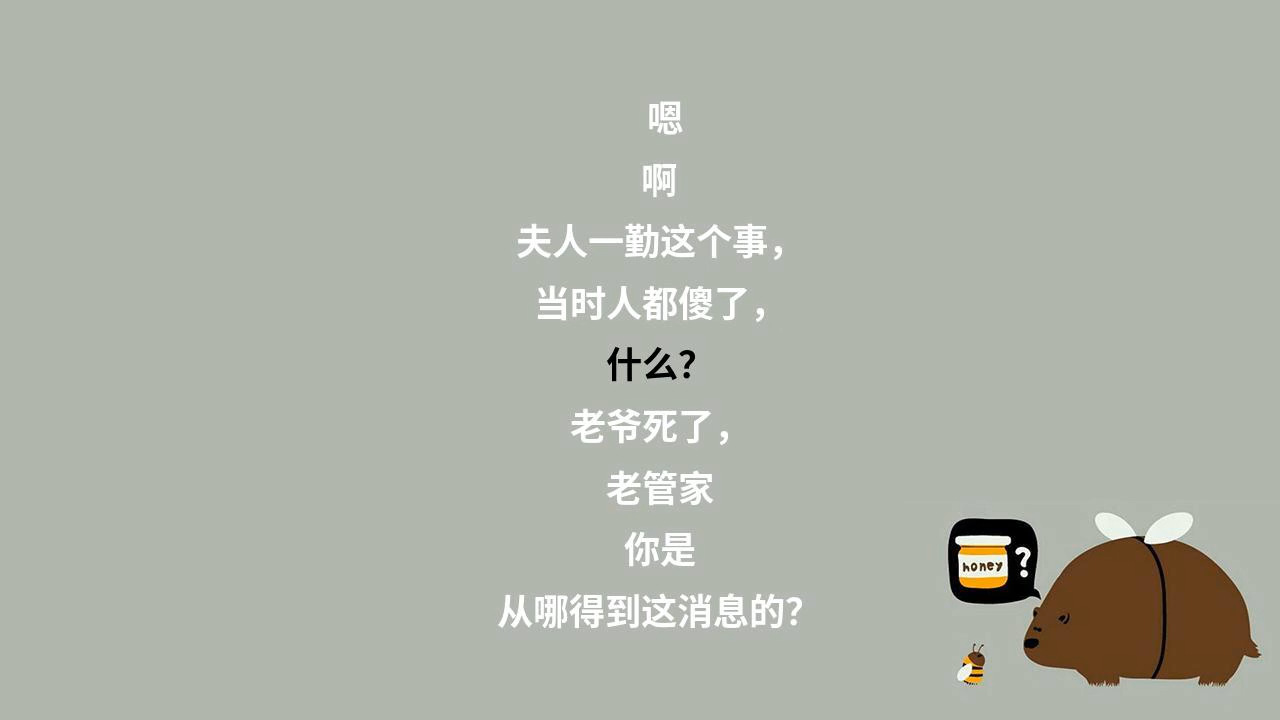 嗯
啊
夫人一勤这个事，
当时人都傻了，
什么？
老爷死了，
老管家
你是
从哪得到这消息的？
honey
?